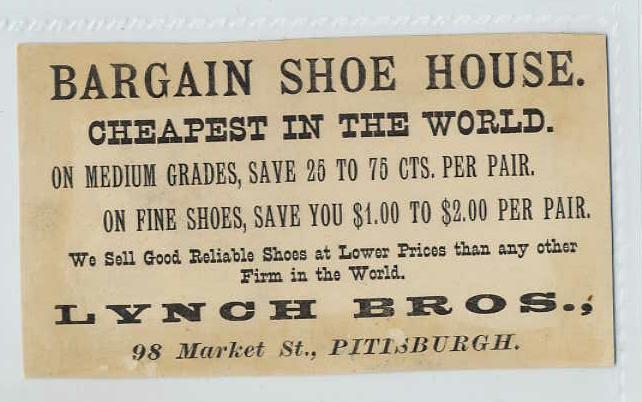 BARGAIN SHOE HOUSE.
CHEAPEST IN THE WORLD.
ON MEDIUM GRADES, SAVE 25 TO 75 CTS. PER PAIR.
ON FINE SHOES, SAVE YOU $1.00 TO $2.00 PER PAIR.
We Sell Good Reliable Shoes at Lower Prices than any other
Firm in the World.
LYNCH BROS.,
98 Market St., PITTSBURGH.